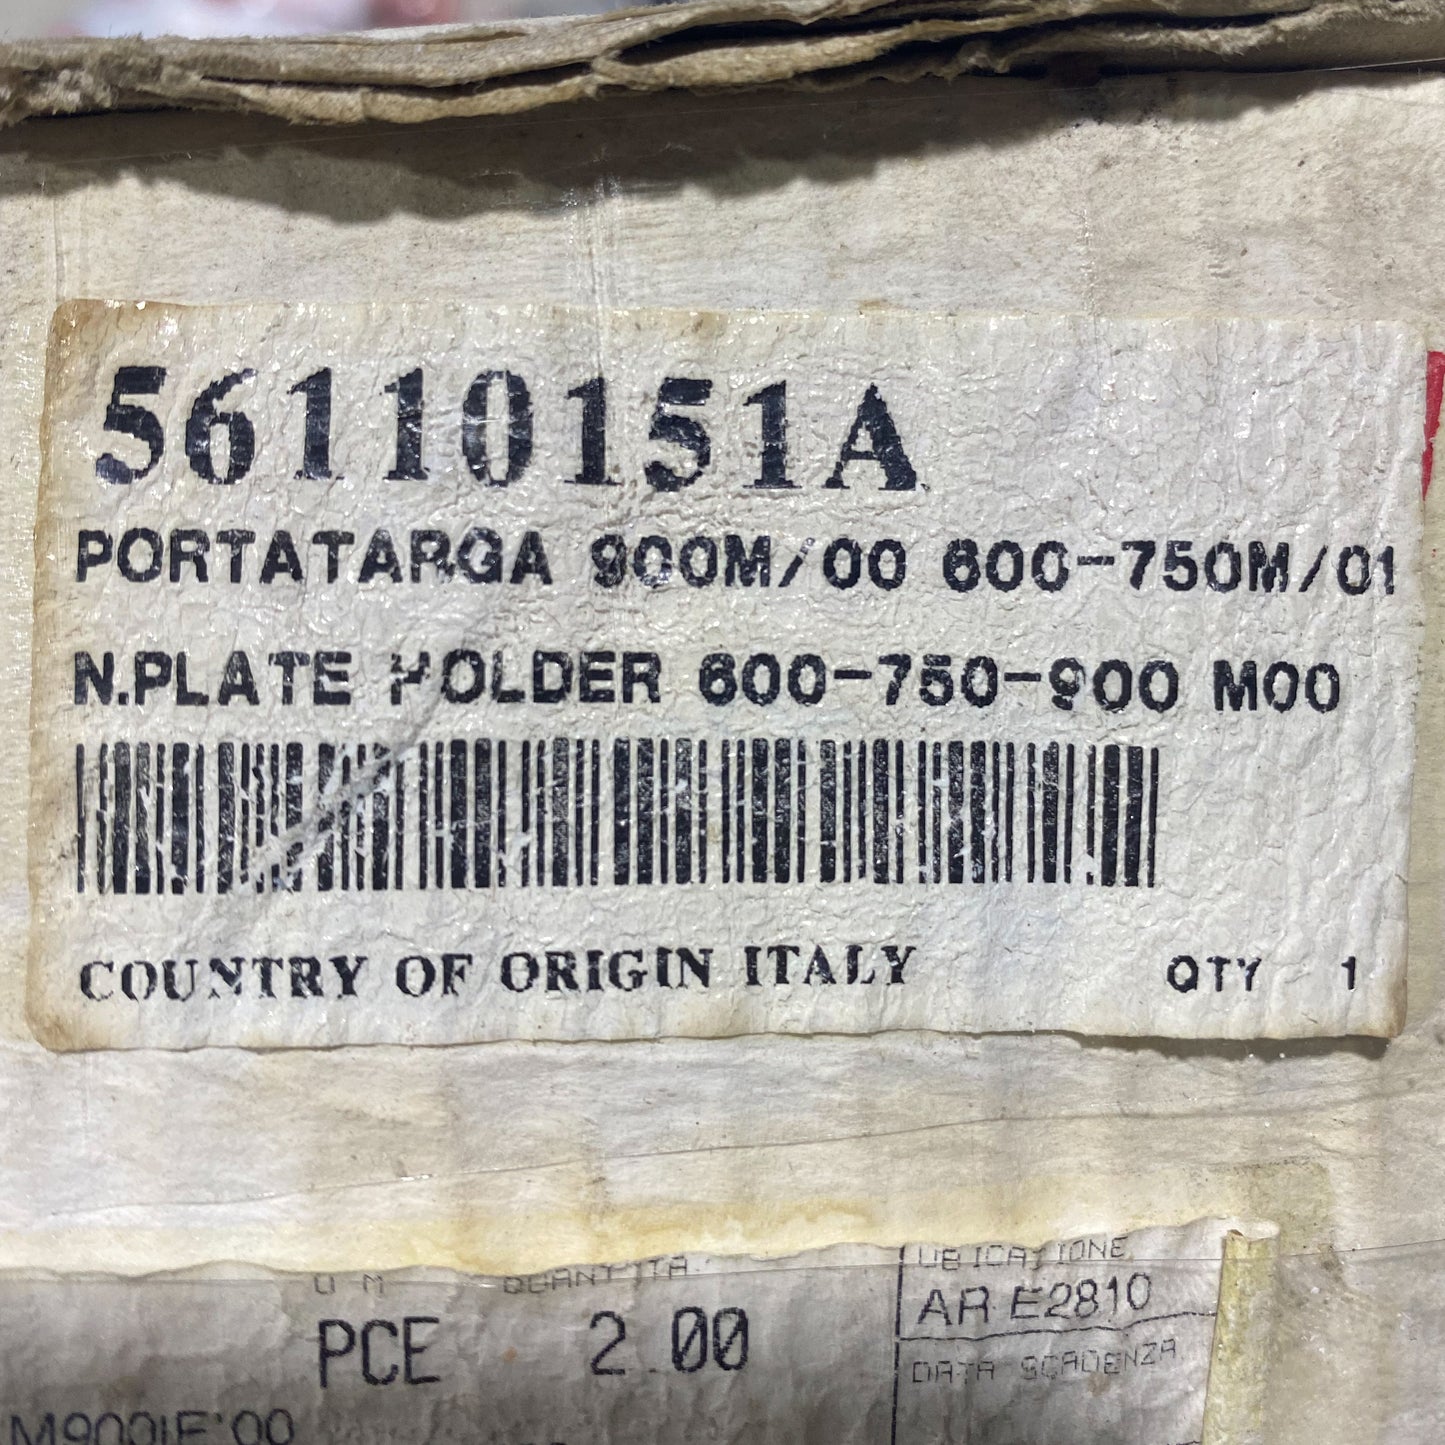 56110151A
PORTATARGA 900M/00 600-750M/01
N.PLATE HOLDER 600-750-900 M00
COUNTRY OF ORIGIN ITALY QTY 1
U M QUANTITA UBICAZIONE
PCE 2.00 AR E2810
DATA SCADENZA
M900IE'00